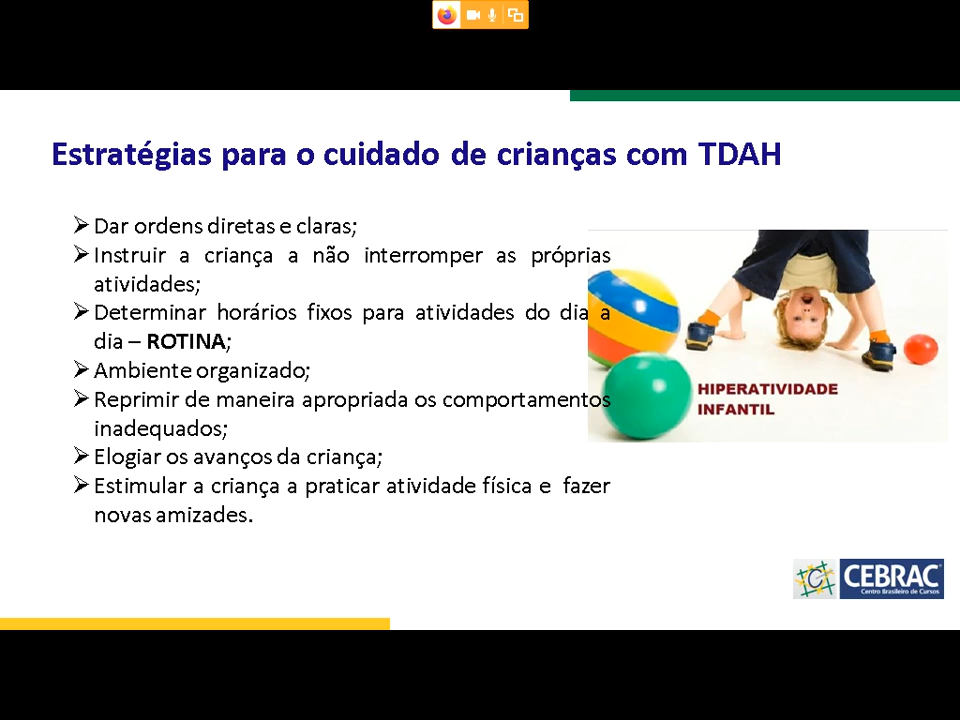 Estratégias para o cuidado de crianças com TDAH
Dar ordens diretas e claras;
Instruir a criança a não interromper as próprias
atividades;
Determinar horários fixos para atividades do dia a
dia – ROTINA;
Ambiente organizado;
Reprimir de maneira apropriada os comportamentos
inadequados;
Elogiar os avanços da criança;
Estimular a criança a praticar atividade física e fazer
novas amizades.
HIPERATIVIDADE
INFANTIL
CEBRAC
Centro Brasileiro de Cursos